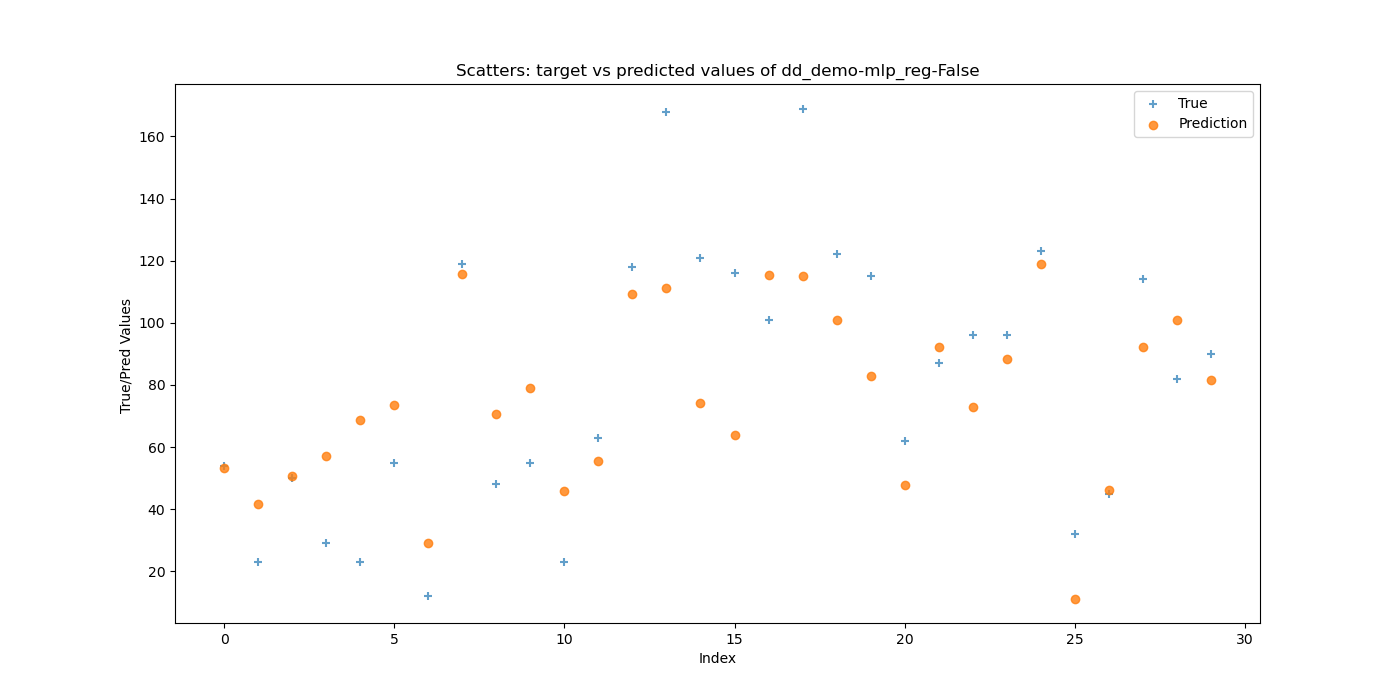 Scatters: target vs predicted values of dd_demo-mlp_reg-False
True
Prediction
True/Pred Values
160
140
120
100
80
60
40
20
0 5 10 15 20 25 30
Index